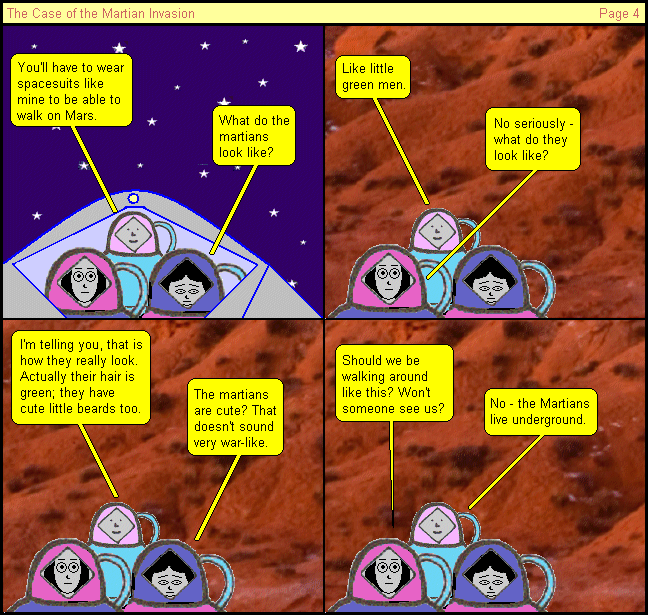 The Case of the Martian Invasion
Page 4
You'll have to wear
spacesuits like
mine to be able to
walk on Mars.
What do the
martians
look like?
Like little
green men.
No seriously -
what do they
look like?
I'm telling you, that is
how they really look.
Actually their hair is
green; they have
cute little beards too.
The martians
are cute? That
doesn't sound
very war-like.
Should we be
walking around
like this? Won't
someone see us?
No - the Martians
live underground.